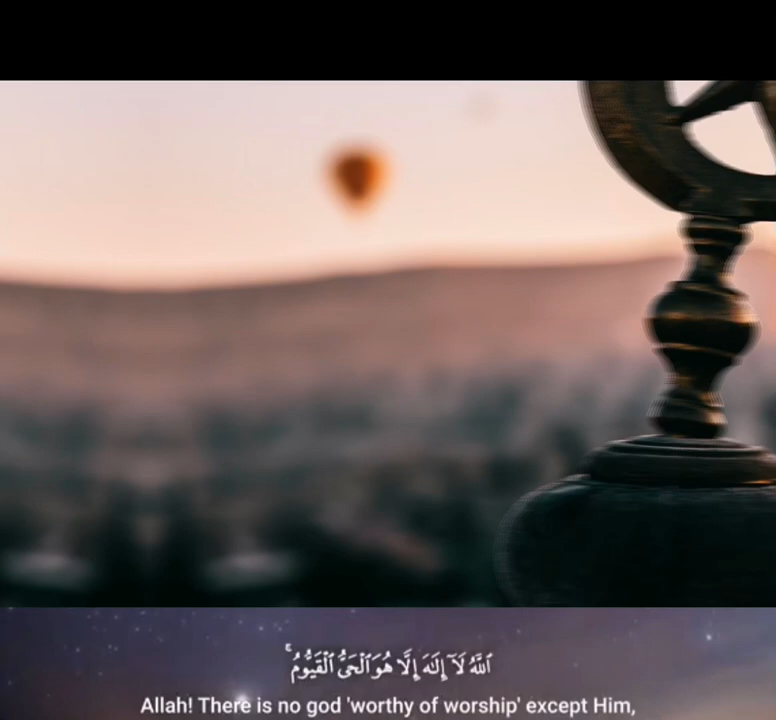 ٱللَّهُ لَآ إِلَٰهَ إِلَّا هُوَ ٱلْحَىُّ ٱلْقَيُّومُ ۚ
Allah! There is no god 'worthy of worship' except Him,